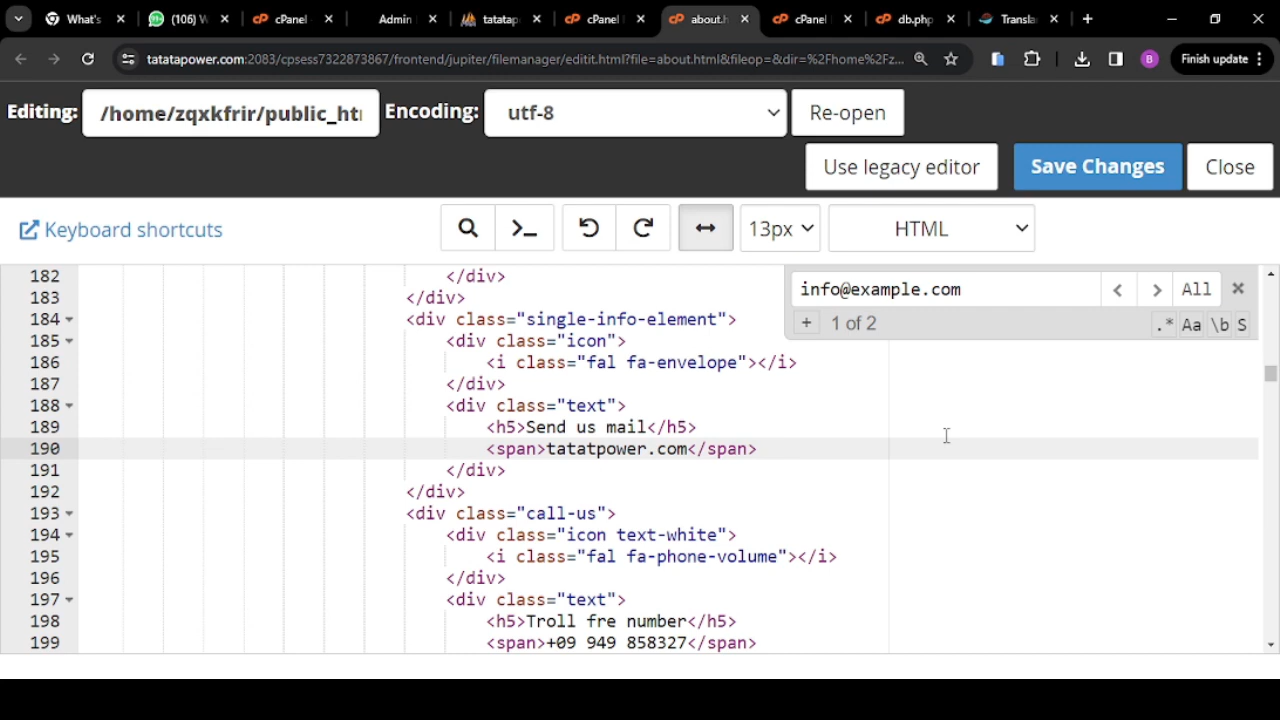 What's
(106) W
cPanel
Admin
tatatap
cPanel
about.h
cPanel
db.php
Transla
tatatapower.com:2083/cpsess7322873867/frontend/jupiter/filemanager/editit.html?file=about.html&fileop=&dir=%2Fhome%2Fz...
B
Finish update
Editing: /home/zqxkfrir/public_ht Encoding: utf-8 Re-open
Use legacy editor Save Changes Close
Keyboard shortcuts 13px HTML
info@example.com All
+ 1 of 2 .* Aa \b S
182 </div>
183 </div>
184 <div class="single-info-element">
185 <div class="icon">
186 <i class="fal fa-envelope"></i>
187 </div>
188 <div class="text">
189 <h5>Send us mail</h5>
190 <span>tatatpower.com</span>
191 </div>
192 </div>
193 <div class="call-us">
194 <div class="icon text-white">
195 <i class="fal fa-phone-volume"></i>
196 </div>
197 <div class="text">
198 <h5>Troll fre number</h5>
199 <span>+09 949 858327</span>